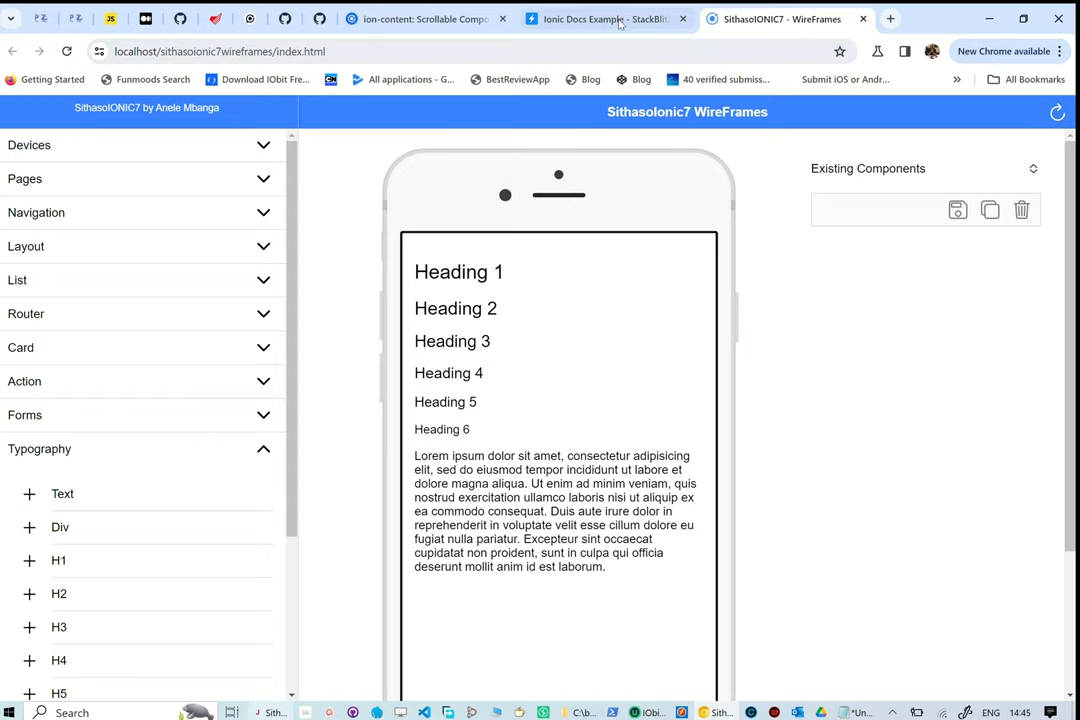 ion-content: Scrollable Compo
Ionic Docs Example - StackBlit
SithasoIONIC7 - WireFrames
localhost/sithasoionic7wireframes/index.html
New Chrome available
Getting Started
Funmoods Search
Download IObit Fre...
All applications - G...
BestReviewApp
Blog
Blog
40 verified submiss...
Submit iOS or Andr...
All Bookmarks
SithasoIONIC7 by Anele Mbanga
SithasoIonic7 WireFrames
Devices
Pages
Navigation
Layout
List
Router
Card
Action
Forms
Typography
Text
Div
H1
H2
H3
H4
H5
Heading 1
Heading 2
Heading 3
Heading 4
Heading 5
Heading 6
Lorem ipsum dolor sit amet, consectetur adipisicing
elit, sed do eiusmod tempor incididunt ut labore et
dolore magna aliqua. Ut enim ad minim veniam, quis
nostrud exercitation ullamco laboris nisi ut aliquip ex
ea commodo consequat. Duis aute irure dolor in
reprehenderit in voluptate velit esse cillum dolore eu
fugiat nulla pariatur. Excepteur sint occaecat
cupidatat non proident, sunt in culpa qui officia
deserunt mollit anim id est laborum.
Existing Components
Search
Sith...
C:\b...
IObi...
Sith...
*Un...
ENG
14:45